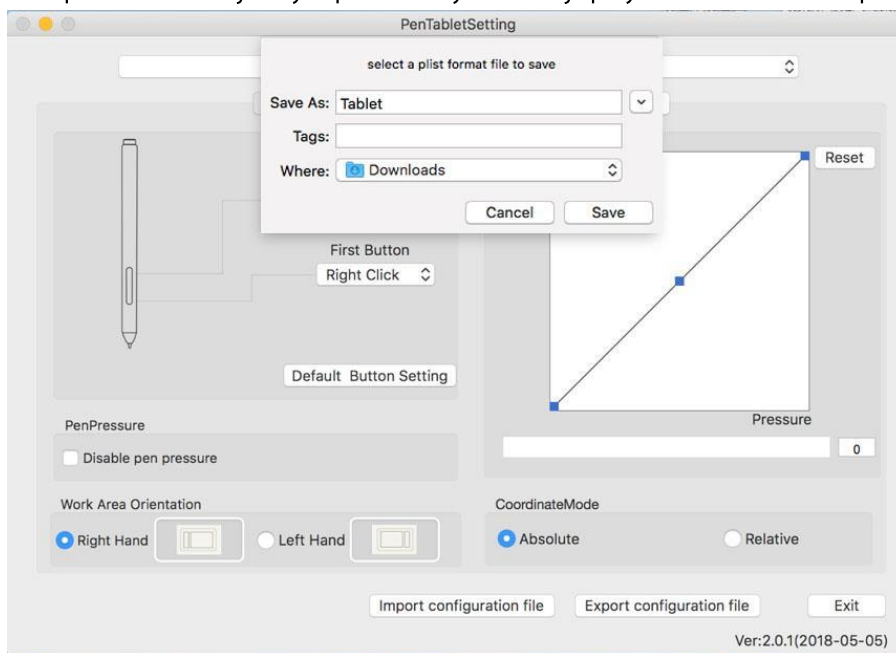 PenTabletSetting
select a plist format file to save
Save As: Tablet
Tags:
Where: Downloads
Cancel Save
Reset
First Button
Right Click
Default Button Setting
Pressure
0
PenPressure
Disable pen pressure
Work Area Orientation
Right Hand
Left Hand
CoordinateMode
Absolute
Relative
Import configuration file
Export configuration file
Exit
Ver:2.0.1(2018-05-05)